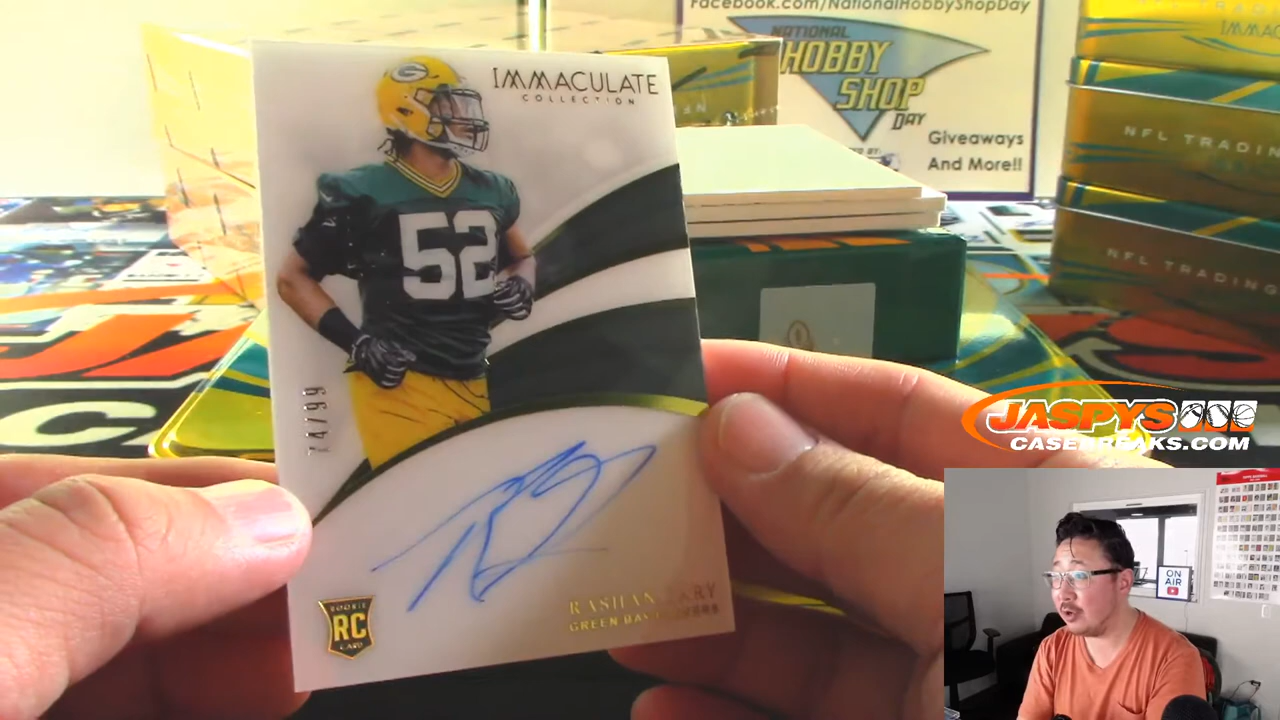 Facebook.com/NationalHobbyShopDay
NATIONAL
HOBBY
SHOP
DAY
Giveaways
And More!!
IMMACULATE
COLLECTION
52
74/99
ROOKIE
RC
CARD
RASHAN GARY
GREEN BAY PACKERS
NFL TRADING
NFL TRADING
JASPYS
CASEBREAKS.COM
ON
AIR